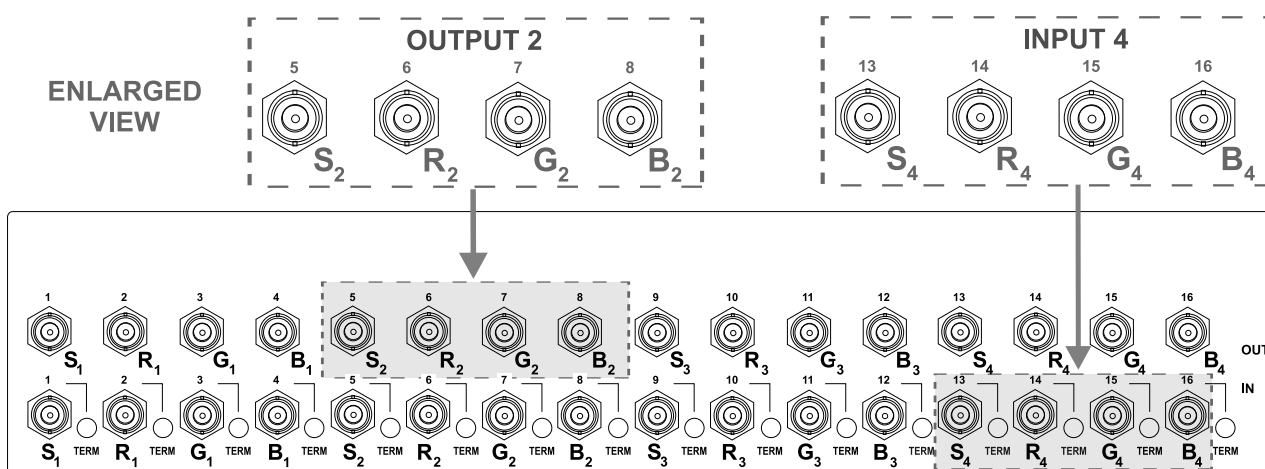 OUTPUT 2
INPUT 4
5 6 7 8
13 14 15 16
ENLARGED
VIEW
S2 R2 G2 B2
S4 R4 G4 B4
1 2 3 4 5 6 7 8 9 10 11 12 13 14 15 16
S1 R1 G1 B1 S2 R2 G2 B2 S3 R3 G3 B3 S4 R4 G4 B4
OUT
1 2 3 4 5 6 7 8 9 10 11 12 13 14 15 16
IN
S1 TERM R1 TERM G1 TERM B1 TERM S2 TERM R2 TERM G2 TERM B2 TERM S3 TERM R3 TERM G3 TERM B3 TERM S4 TERM R4 TERM G4 TERM B4 TERM